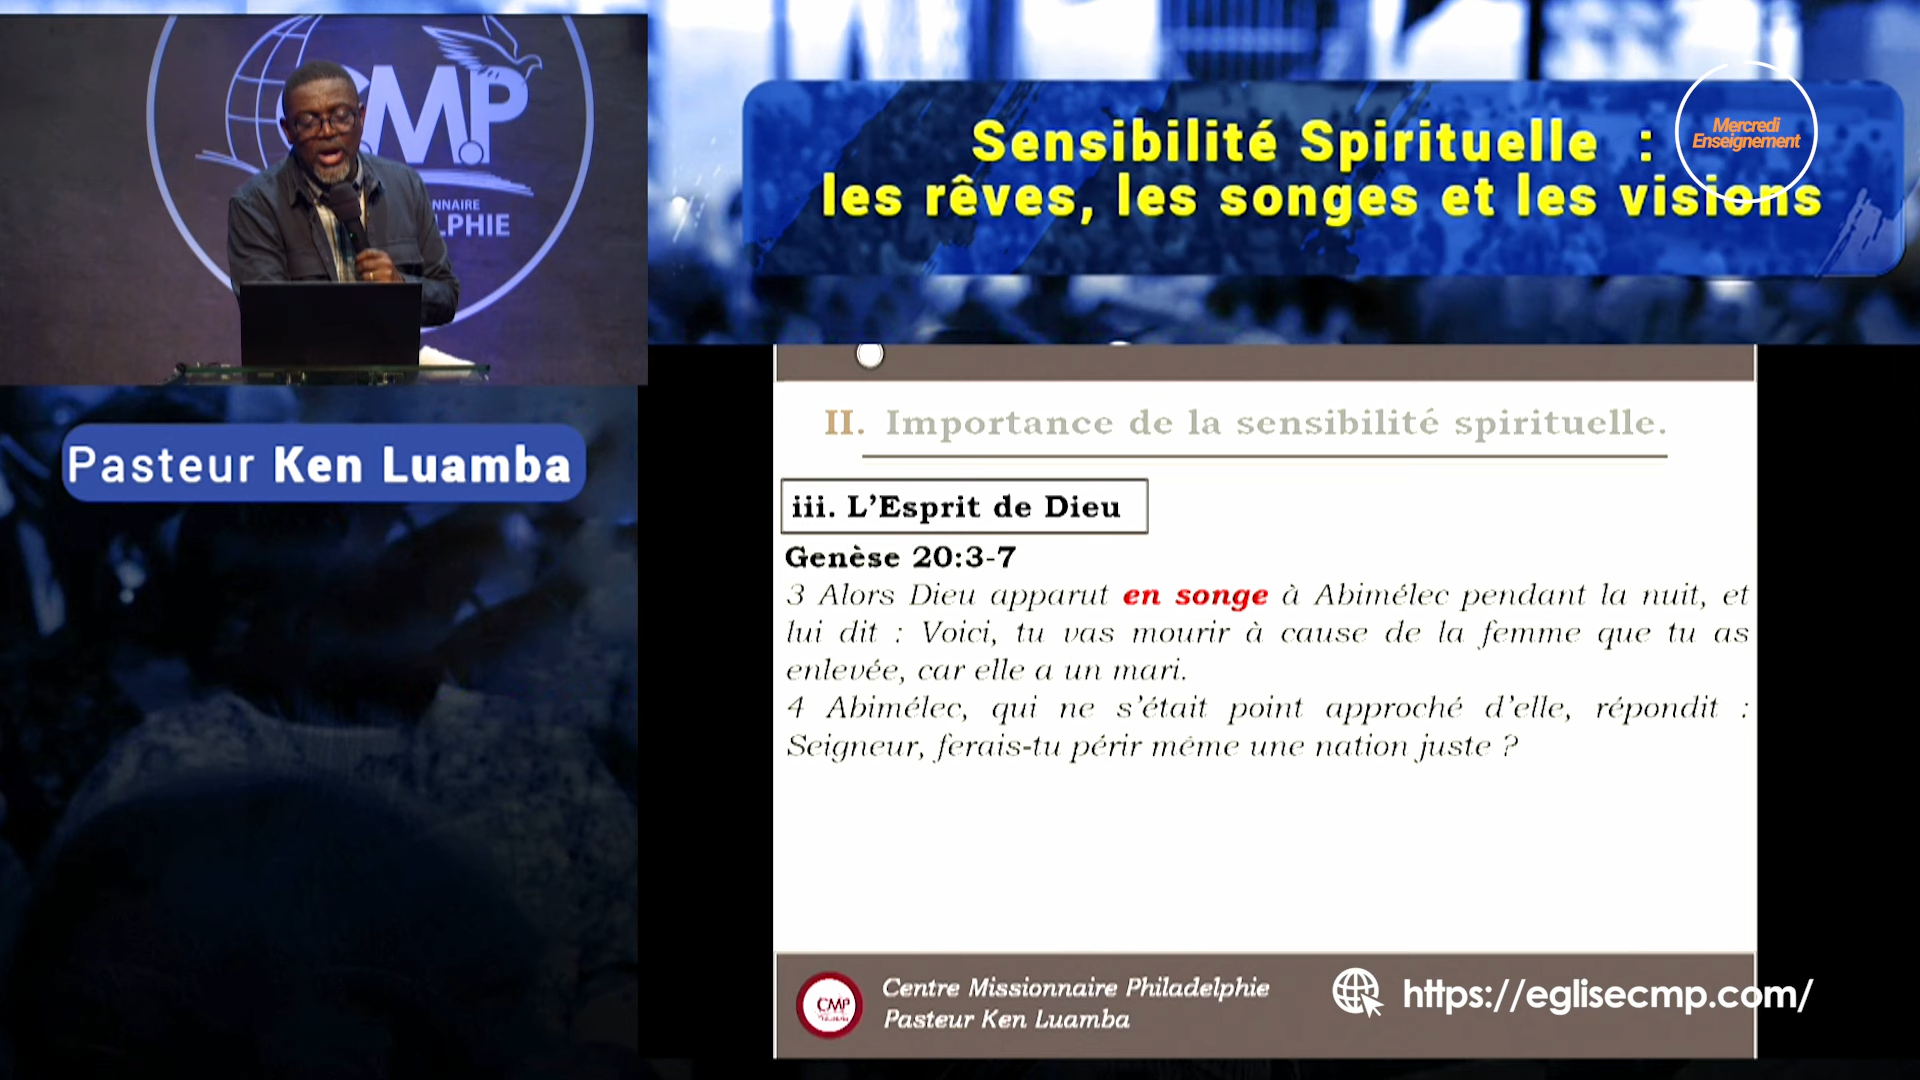 C.M.P
NNAIRE
LPHIE
Sensibilité Spirituelle :
les rêves, les songes et les visions
Mercredi
Enseignement
Pasteur Ken Luamba
II. Importance de la sensibilité spirituelle.
iii. L’Esprit de Dieu
Genèse 20:3-7
3 Alors Dieu apparut en songe à Abimélec pendant la nuit, et
lui dit : Voici, tu vas mourir à cause de la femme que tu as
enlevée, car elle a un mari.
4 Abimélec, qui ne s’était point approché d’elle, répondit :
Seigneur, ferais-tu périr même une nation juste ?
CMP
Centre Missionnaire Philadelphie
Pasteur Ken Luamba
https://eglisecmp.com/